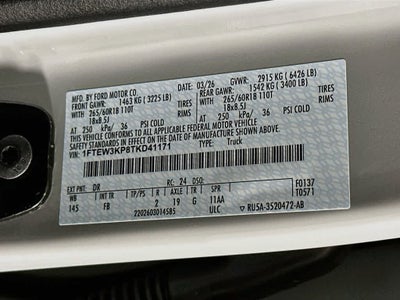 MFD. BY FORD MOTOR CO.
03/26 GVWR: 2915 KG ( 6426 LB)
FRONT GAWR: 1463 KG ( 3225 LB) TIRES REAR GAWR: 1542 KG ( 3400 LB) TIRES
265/60R18 110T 265/60R18 110T
18x8.5J RIMS 18x8.5J RIMS
AT 250 kPa/ 36 PSI COLD AT 250 kPa/ 36 PSI COLD
THIS VEHICLE CONFORMS TO ALL APPLICABLE FEDERAL MOTOR VEHICLE
SAFETY STANDARDS IN EFFECT ON THE DATE OF MANUFACTURE SHOWN ABOVE.
VIN: 1FTEW3KP8TKD41171
TYPE: Truck
F0137
T0571
EXT PNT: DR RC: 24 DSO:
WB INT TR TP/PS R AXLE TR SPR
145 FB 2 19 G 11AA
2202603014585 ULC RU5A-3520472-AB